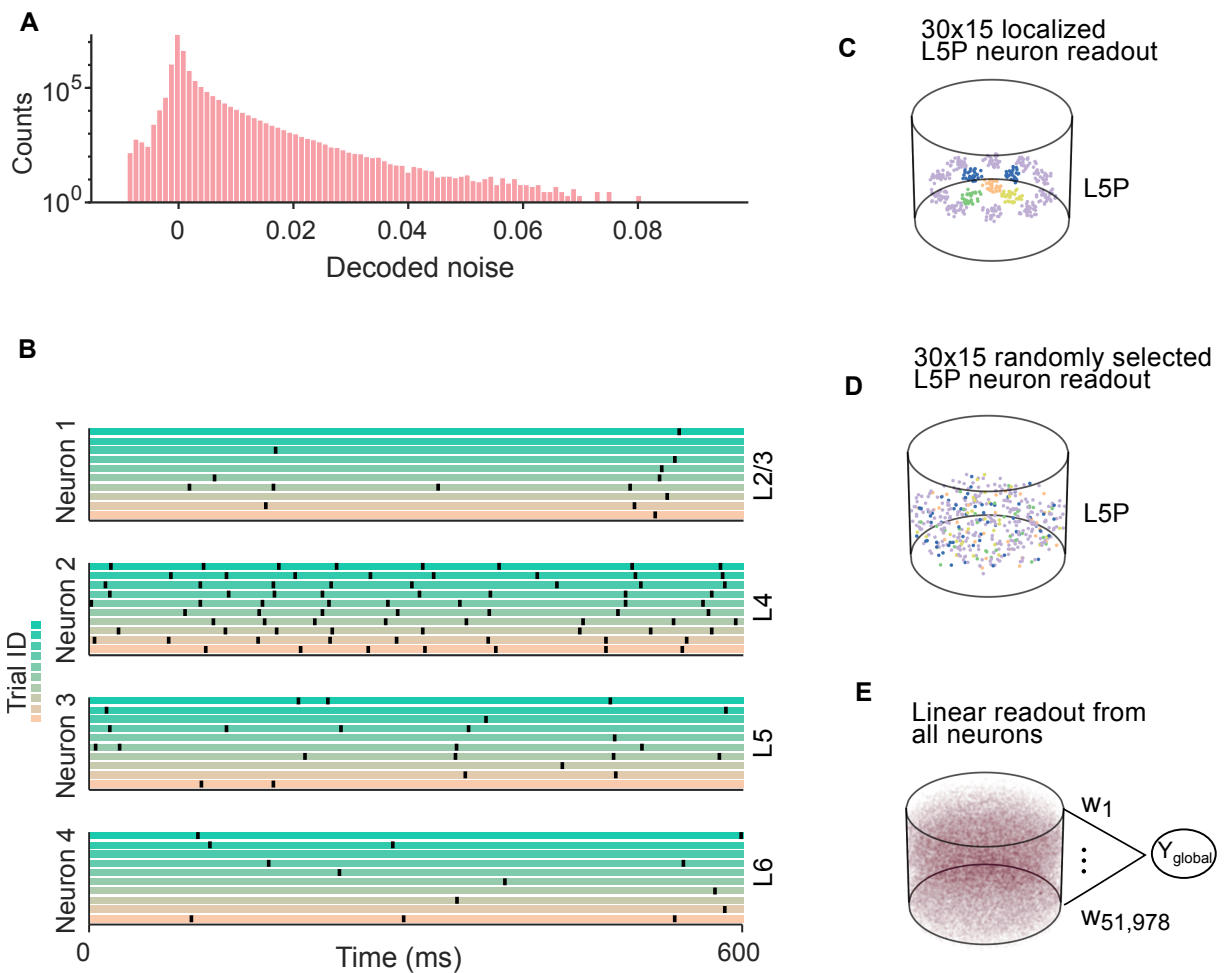 A
Counts
10^5
10^0
0
0.02
0.04
0.06
0.08
Decoded noise
B
Trial ID
Neuron 1
L2/3
Neuron 2
L4
Neuron 3
L5
Neuron 4
L6
0
Time (ms)
600
C
30x15 localized
L5P neuron readout
L5P
D
30x15 randomly selected
L5P neuron readout
L5P
E
Linear readout from
all neurons
w1
⋮
w51,978
Yglobal